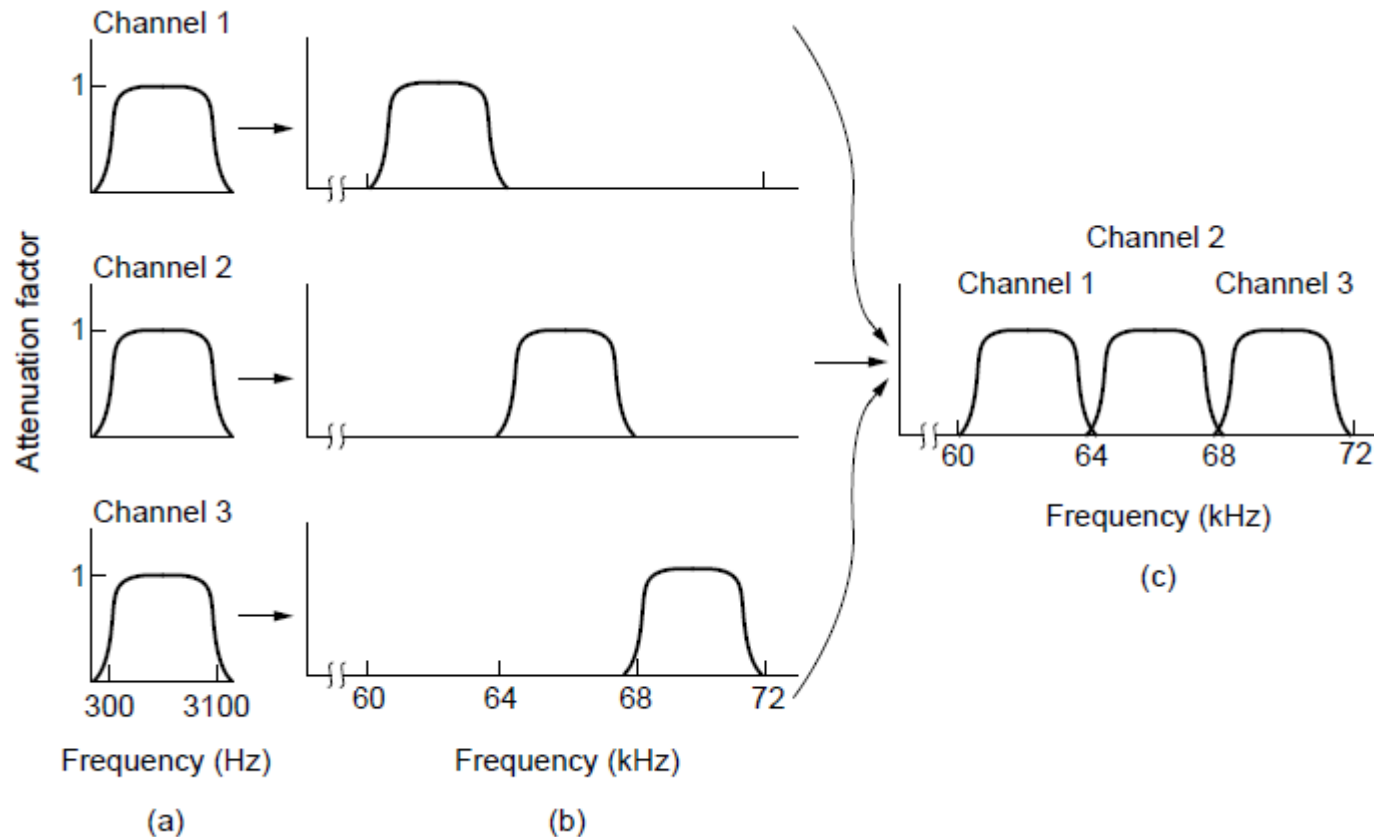 Channel 1
1
Attenuation factor
Channel 2
1
Channel 3
1
300 3100
Frequency (Hz)
(a)
60 64 68 72
Frequency (kHz)
(b)
Channel 2
Channel 1 Channel 3
60 64 68 72
Frequency (kHz)
(c)